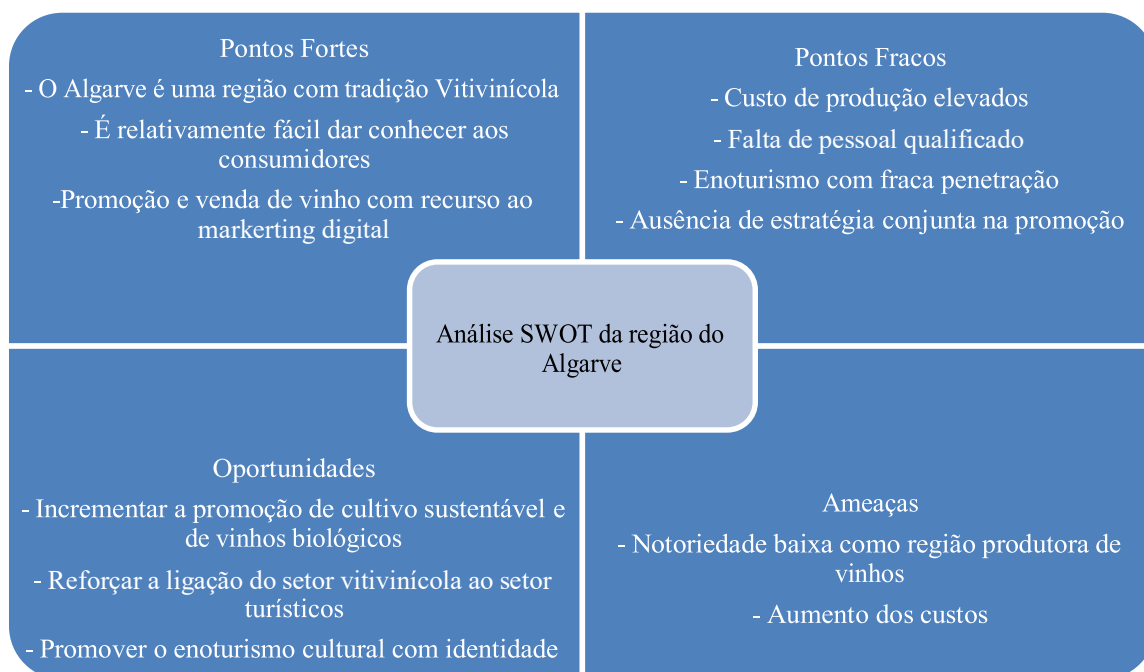 Pontos Fortes
- O Algarve é uma região com tradição Vitivinícola
- É relativamente fácil dar conhecer aos
consumidores
-Promoção e venda de vinho com recurso ao
markerting digital
Pontos Fracos
- Custo de produção elevados
- Falta de pessoal qualificado
- Enoturismo com fraca penetração
- Ausência de estratégia conjunta na promoção
Análise SWOT da região do
Algarve
Oportunidades
- Incrementar a promoção de cultivo sustentável e
de vinhos biológicos
- Reforçar a ligação do setor vitivinícola ao setor
turísticos
- Promover o enoturismo cultural com identidade
Ameaças
- Notoriedade baixa como região produtora de
vinhos
- Aumento dos custos